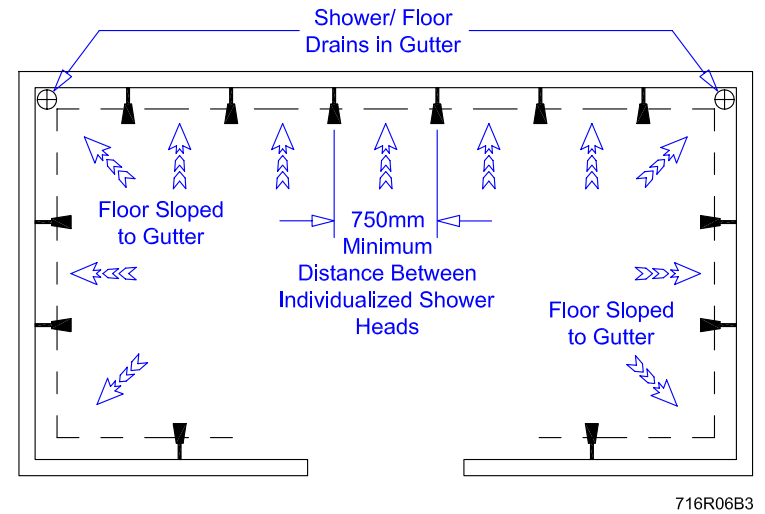 Shower/ Floor
Drains in Gutter
Floor Sloped
to Gutter
750mm
Minimum
Distance Between
Individualized Shower
Heads
Floor Sloped
to Gutter
716R06B3